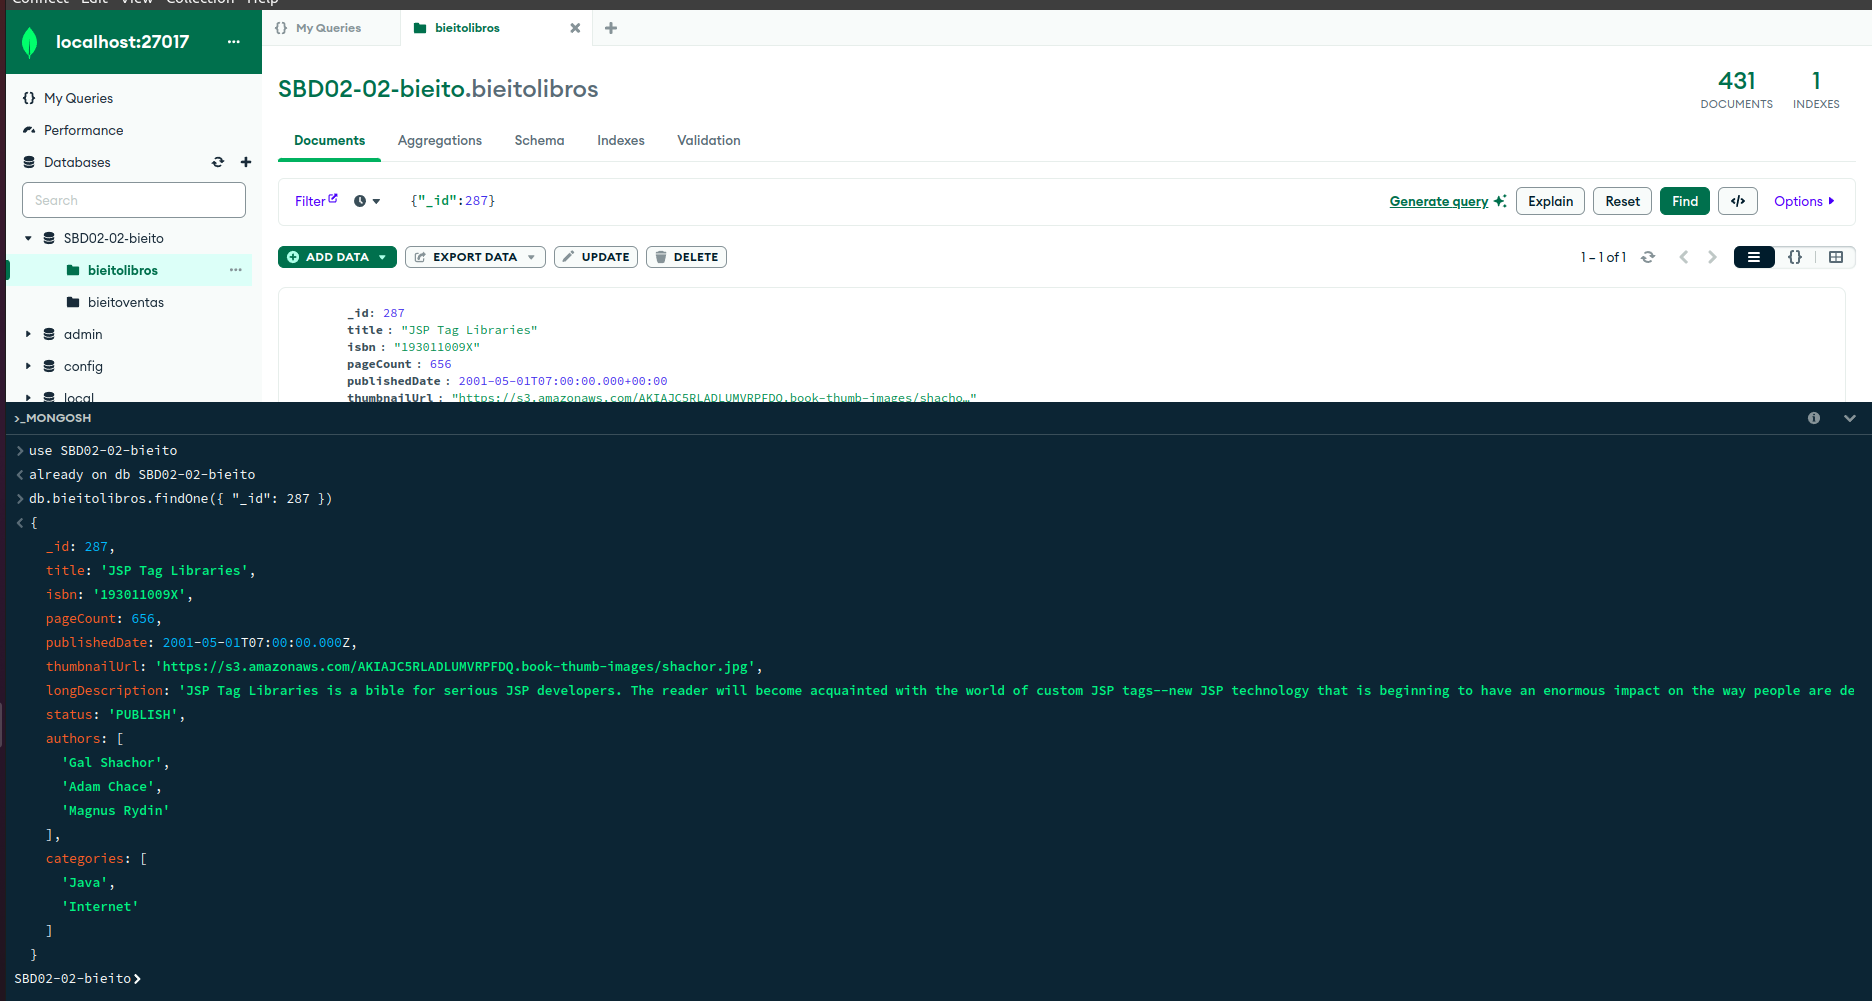 Connect Edit View Collection Help
localhost:27017 ...
{} My Queries
bieitolibros
My Queries
Performance
Databases
Search
SBD02-02-bieito
bieitolibros ...
bieitoventas
admin
config
local
SBD02-02-bieito.bieitolibros
431
DOCUMENTS
1
INDEXES
Documents
Aggregations
Schema
Indexes
Validation
Filter
{"_id":287}
Generate query
Explain
Reset
Find
</>
Options
ADD DATA
EXPORT DATA
UPDATE
DELETE
1 – 1 of 1
{}
_id: 287
title : "JSP Tag Libraries"
isbn : "193011009X"
pageCount : 656
publishedDate : 2001-05-01T07:00:00.000+00:00
thumbnailUrl : "https://s3.amazonaws.com/AKIAJC5RLADLUMVRPFDQ.book-thumb-images/shacho…"
>_MONGOSH
> use SBD02-02-bieito
< already on db SBD02-02-bieito
> db.bieitolibros.findOne({ "_id": 287 })
< {
_id: 287,
title: 'JSP Tag Libraries',
isbn: '193011009X',
pageCount: 656,
publishedDate: 2001-05-01T07:00:00.000Z,
thumbnailUrl: 'https://s3.amazonaws.com/AKIAJC5RLADLUMVRPFDQ.book-thumb-images/shachor.jpg',
longDescription: 'JSP Tag Libraries is a bible for serious JSP developers. The reader will become acquainted with the world of custom JSP tags--new JSP technology that is beginning to have an enormous impact on the way people are de
status: 'PUBLISH',
authors: [
'Gal Shachor',
'Adam Chace',
'Magnus Rydin'
],
categories: [
'Java',
'Internet'
]
}
SBD02-02-bieito>